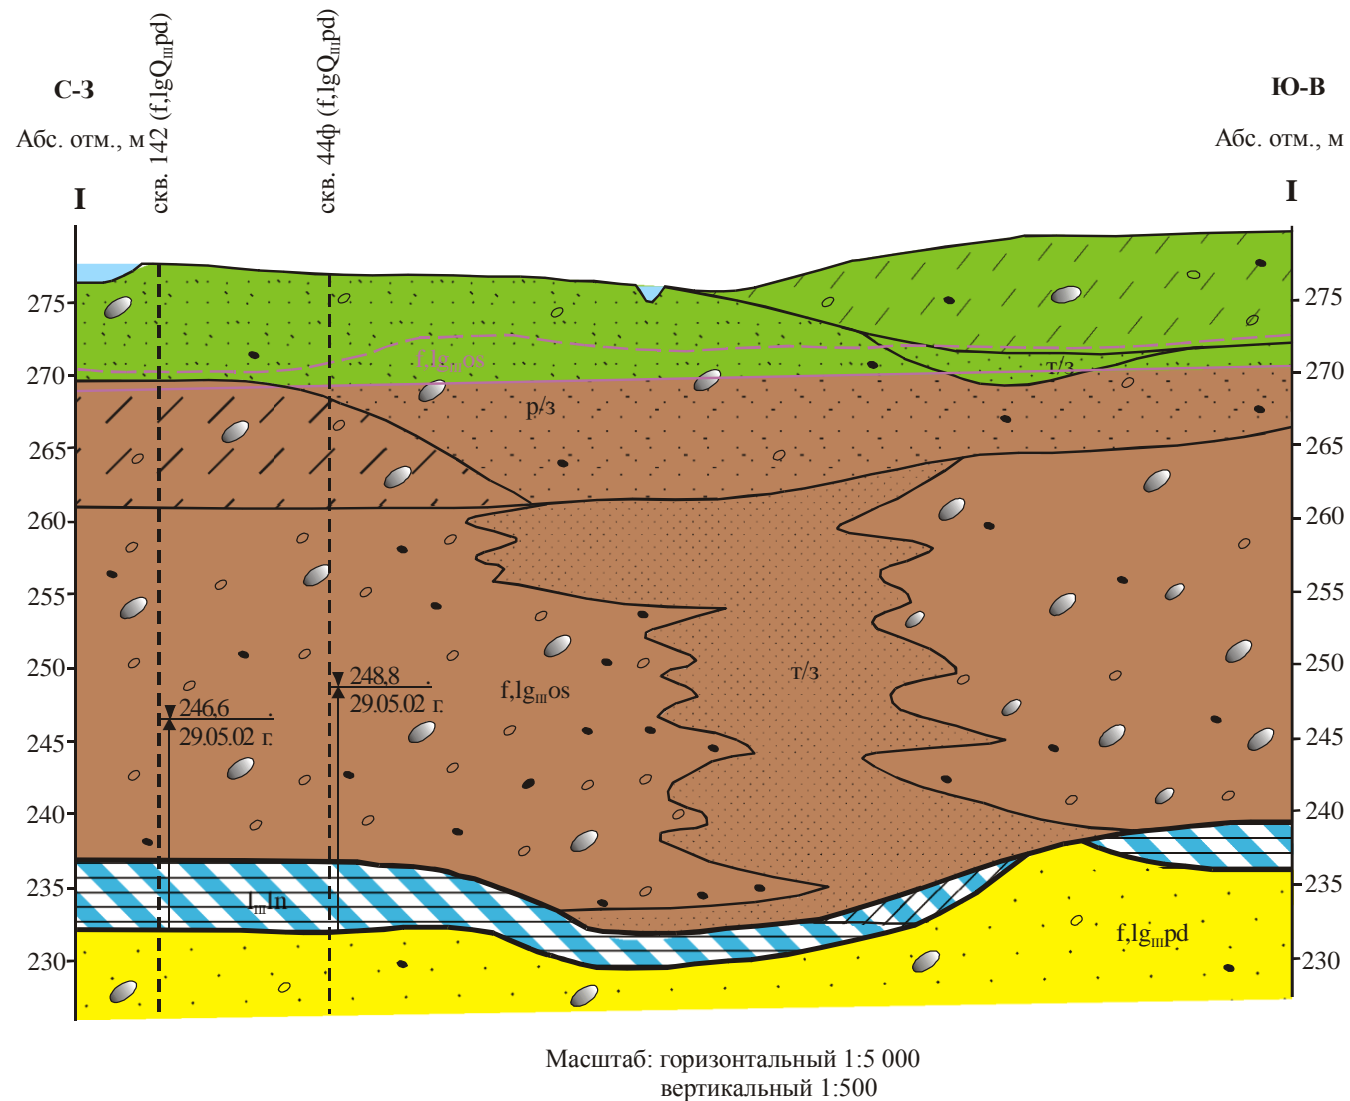 скв. 142 (f,lgQIIIpd)
скв. 44ф (f,lgQIIIpd)
С-З
Ю-В
Абс. отм., м
Абс. отм., м
I
I
275
275
f,lgIIIos
т/з
270
270
р/з
265
265
260
260
255
255
250
250
248,8
29.05.02 г.
f,lgIIIos
т/з
246,6
29.05.02 г.
245
245
240
240
235
235
lIIIln
f,lgIIIpd
230
230
Масштаб: горизонтальный 1:5 000
вертикальный 1:500